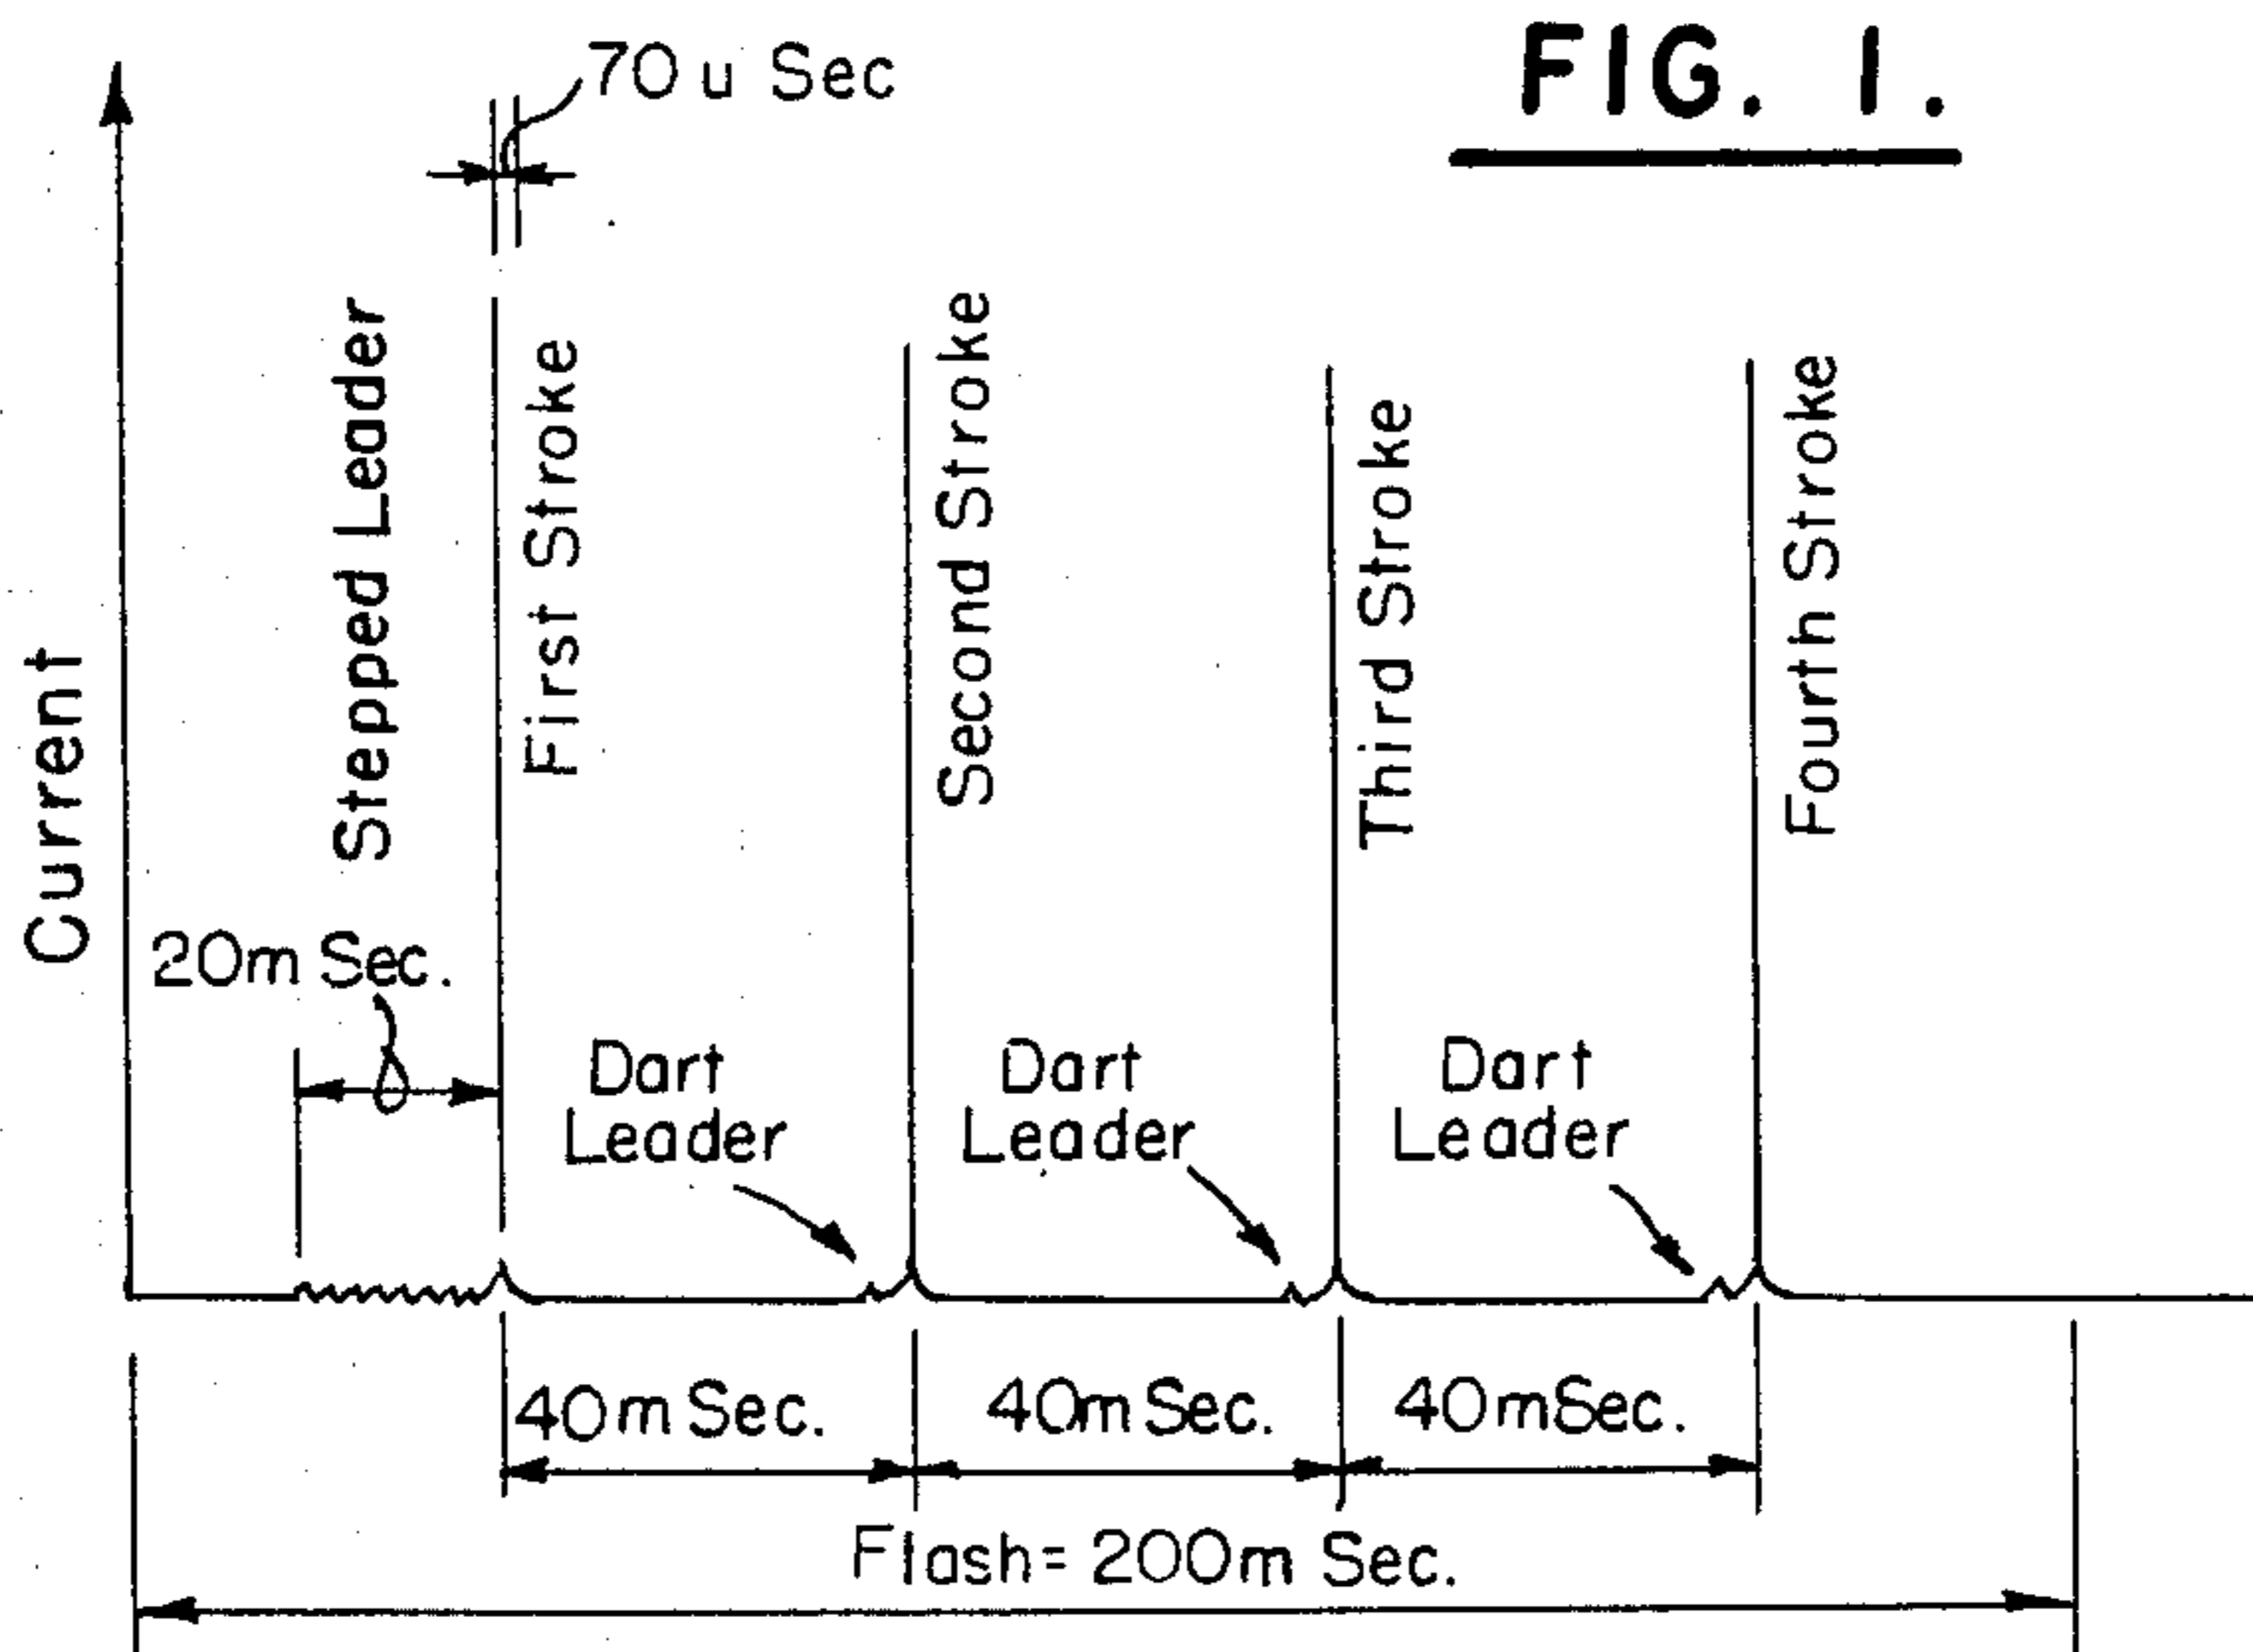 FIG. 1.
70 u Sec
Current
Stepped Leader
First Stroke
Second Stroke
Third Stroke
Fourth Stroke
20m Sec.
Dart
Leader
Dart
Leader
Dart
Leader
40m Sec.
40m Sec.
40mSec.
Flash= 200m Sec.